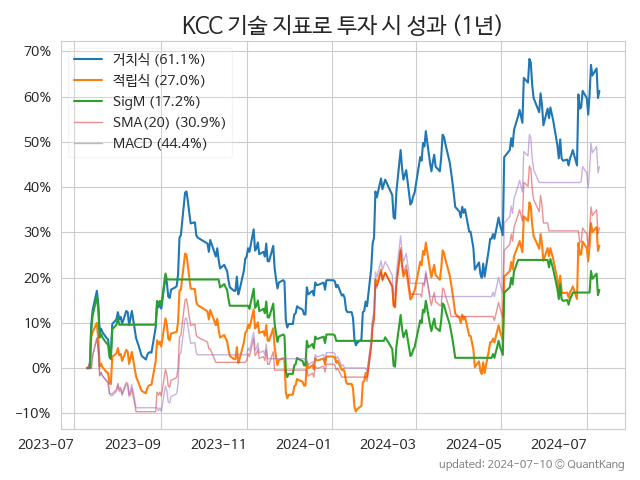 KCC 기술 지표로 투자 시 성과 (1년)
거치식 (61.1%)
적립식 (27.0%)
SigM (17.2%)
SMA(20) (30.9%)
MACD (44.4%)
70%
60%
50%
40%
30%
20%
10%
0%
−10%
2023-07
2023-09
2023-11
2024-01
2024-03
2024-05
2024-07
updated: 2024-07-10 © QuantKang